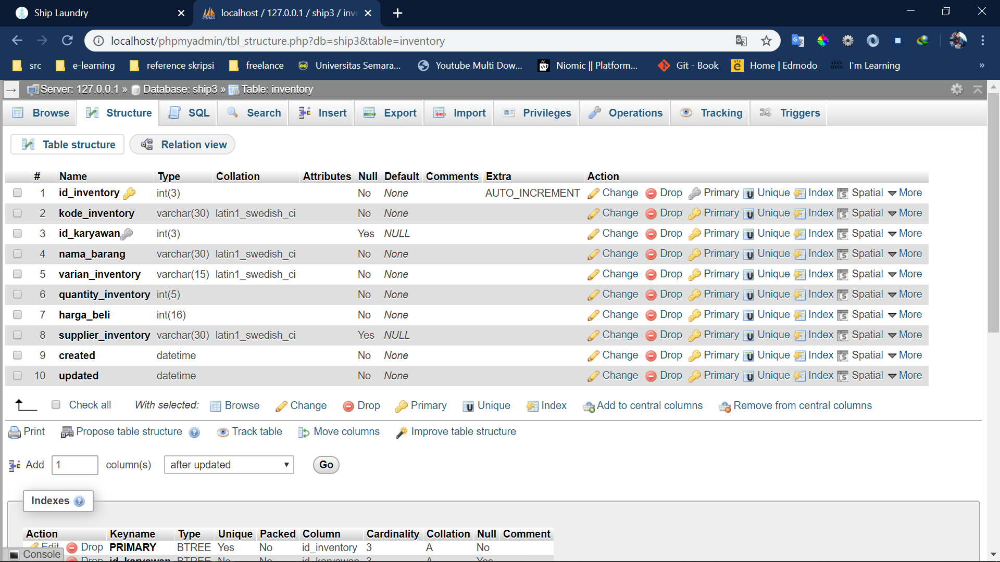 Ship Laundry
localhost / 127.0.0.1 / ship3 / inve
localhost/phpmyadmin/tbl_structure.php?db=ship3&table=inventory
src e-learning reference skripsi freelance Universitas Semara... Youtube Multi Dow... Niomic || Platform... Git - Book Home | Edmodo I'm Learning »
Server: 127.0.0.1 » Database: ship3 » Table: inventory
Browse Structure SQL Search Insert Export Import Privileges Operations Tracking Triggers
Table structure Relation view
# Name Type Collation Attributes Null Default Comments Extra Action
1 id_inventory int(3) No None AUTO_INCREMENT Change Drop Primary Unique Index Spatial More
2 kode_inventory varchar(30) latin1_swedish_ci No None Change Drop Primary Unique Index Spatial More
3 id_karyawan int(3) Yes NULL Change Drop Primary Unique Index Spatial More
4 nama_barang varchar(30) latin1_swedish_ci No None Change Drop Primary Unique Index Spatial More
5 varian_inventory varchar(15) latin1_swedish_ci No None Change Drop Primary Unique Index Spatial More
6 quantity_inventory int(5) No None Change Drop Primary Unique Index Spatial More
7 harga_beli int(16) No None Change Drop Primary Unique Index Spatial More
8 supplier_inventory varchar(30) latin1_swedish_ci Yes NULL Change Drop Primary Unique Index Spatial More
9 created datetime No None Change Drop Primary Unique Index Spatial More
10 updated datetime No None Change Drop Primary Unique Index Spatial More
Check all With selected: Browse Change Drop Primary Unique Index Add to central columns Remove from central columns
Print Propose table structure Track table Move columns Improve table structure
Add 1 column(s) after updated Go
Indexes
Action Keyname Type Unique Packed Column Cardinality Collation Null Comment
Edit Drop PRIMARY BTREE Yes No id_inventory 3 A No
Console Drop id_karyawan BTREE No No id_karyawan 3 A Yes